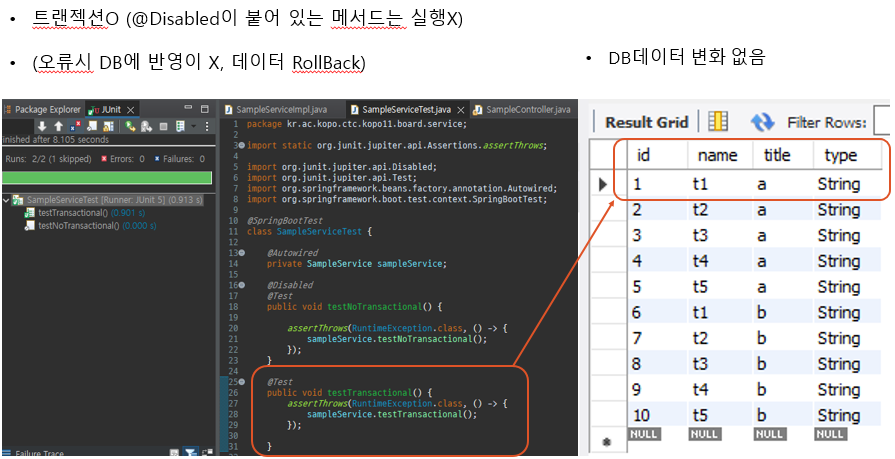 • 트랜젝션O (@Disabled이 붙어 있는 메서드는 실행X)
• (오류시 DB에 반영이 X, 데이터 RollBack)
• DB데이터 변화 없음
Package Explorer JUnit
inished after 8.105 seconds
Runs: 2/2 (1 skipped) Errors: 0 Failures: 0
SampleServiceTest [Runner: JUnit 5] (0.913 s)
testTransactional() (0.901 s)
testNoTransactional() (0.000 s)
Failure Trace
SampleServiceImpl.java SampleServiceTest.java SampleController.java
1 package kr.ac.kopo.ctc.kopo11.board.service;
2
3 import static org.junit.jupiter.api.Assertions.assertThrows;
4
5 import org.junit.jupiter.api.Disabled;
6 import org.junit.jupiter.api.Test;
7 import org.springframework.beans.factory.annotation.Autowired;
8 import org.springframework.boot.test.context.SpringBootTest;
9
10 @SpringBootTest
11 class SampleServiceTest {
12
13 @Autowired
14 private SampleService sampleService;
15
16 @Disabled
17 @Test
18 public void testNoTransactional() {
19
20 assertThrows(RuntimeException.class, () -> {
21 sampleService.testNoTransactional();
22 });
23 }
24
25 @Test
26 public void testTransactional() {
27 assertThrows(RuntimeException.class, () -> {
28 sampleService.testTransactional();
29 });
30
31 }
32
Result Grid Filter Rows:
id name title type
1 t1 a String
2 t2 a String
3 t3 a String
4 t4 a String
5 t5 a String
6 t1 b String
7 t2 b String
8 t3 b String
9 t4 b String
10 t5 b String
NULL NULL NULL NULL